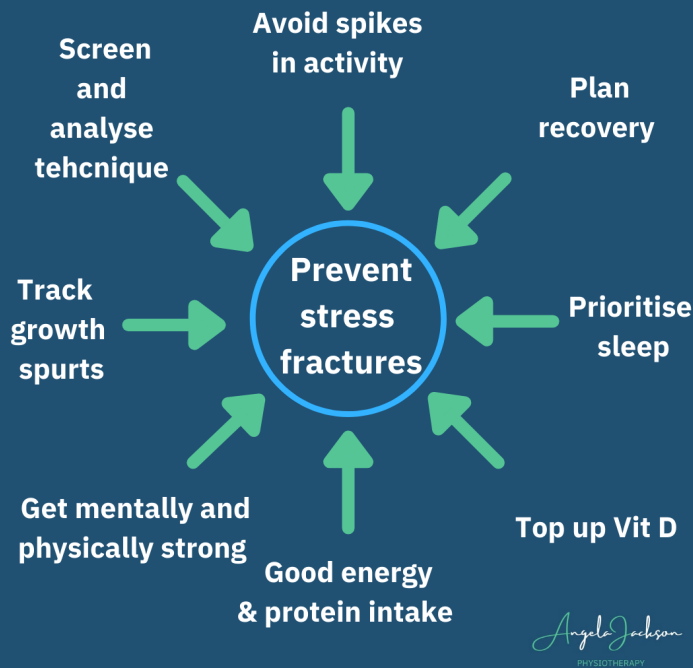 Avoid spikes
in activity
Plan
recovery
Prioritise
sleep
Top up Vit D
Good energy
& protein intake
Get mentally and
physically strong
Track
growth
spurts
Screen
and
analyse
tehcnique
Prevent
stress
fractures
Angela Jackson
PHYSIOTHERAPY